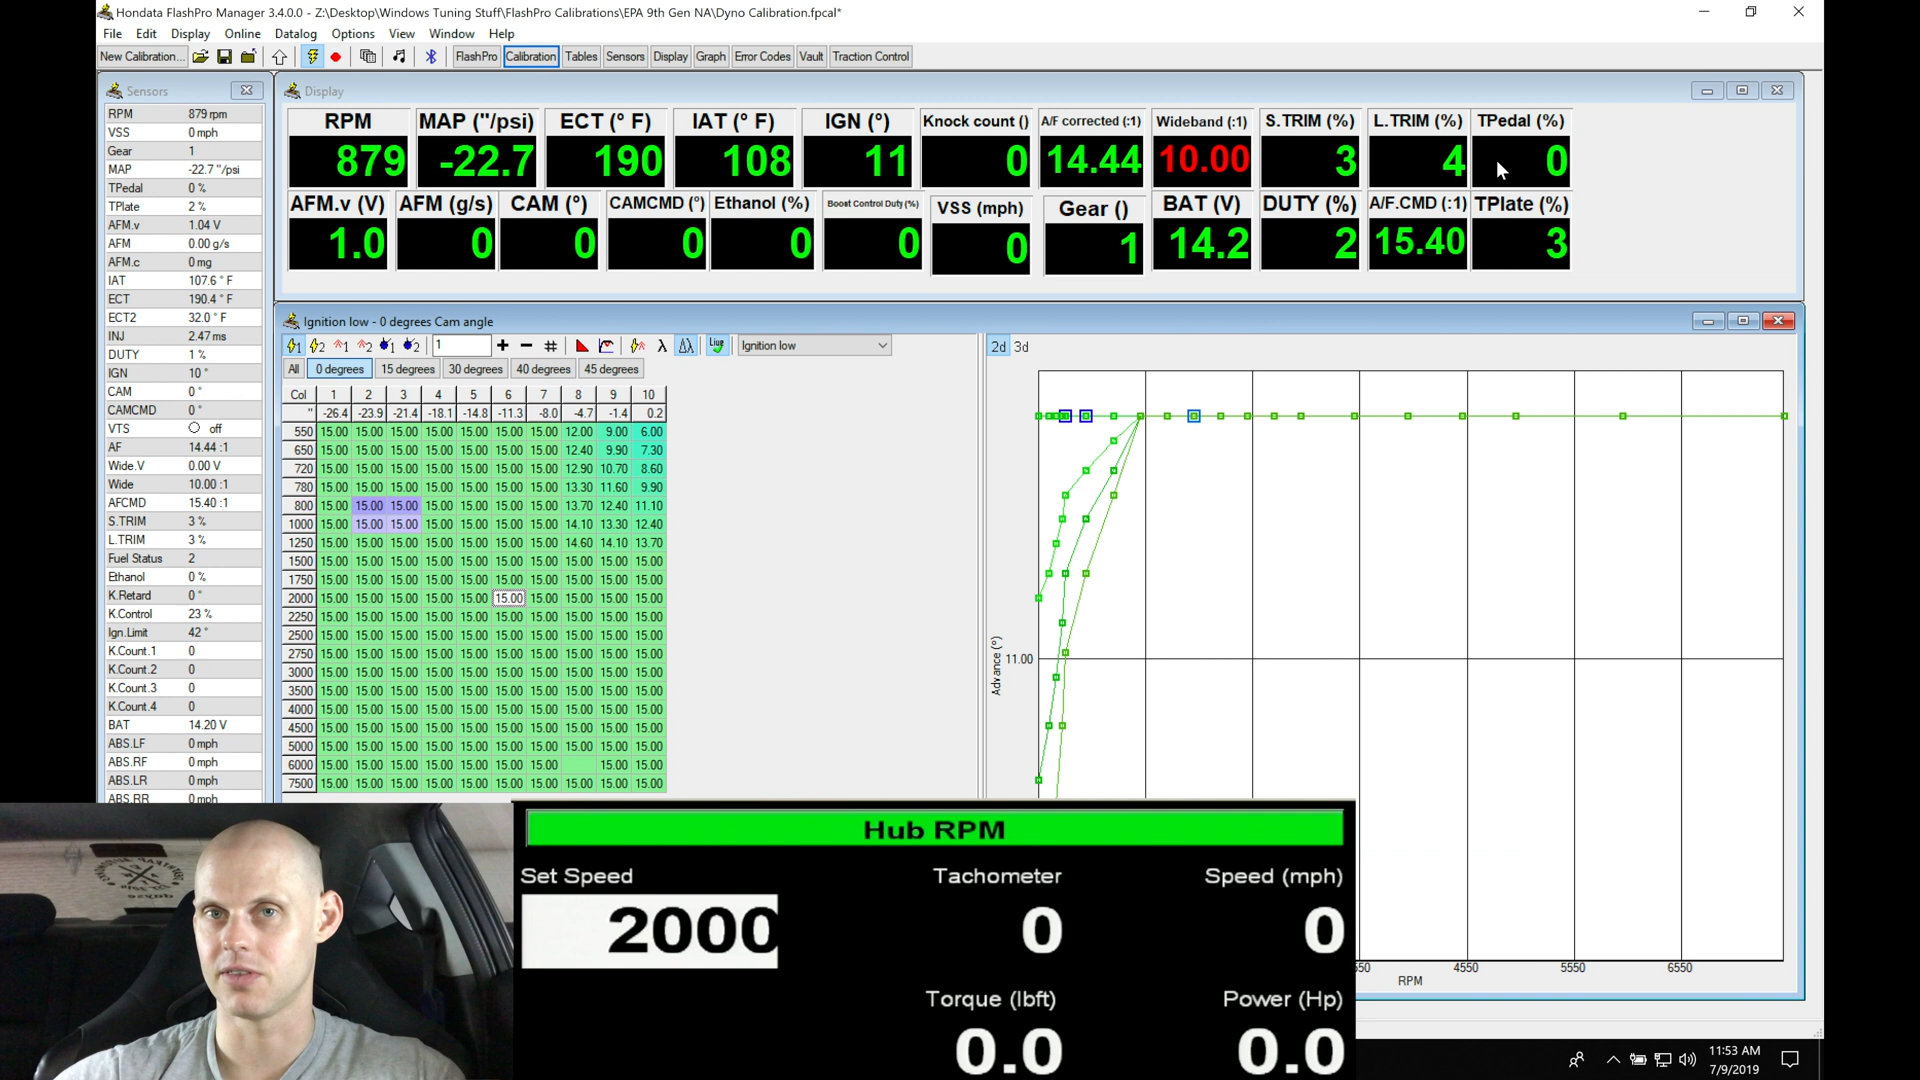 Hondata FlashPro Manager 3.4.0.0 - Z:\Desktop\Windows Tuning Stuff\FlashPro Calibrations\EPA 9th Gen NA\Dyno Calibration.fpcal*
File Edit Display Online Datalog Options View Window Help
New Calibration... FlashPro Calibration Tables Sensors Display Graph Error Codes Vault Traction Control
Sensors
RPM 879 rpm
VSS 0 mph
Gear 1
MAP -22.7 "/psi
TPedal 0 %
TPlate 2 %
AFM.v 1.04 V
AFM 0.00 g/s
AFM.c 0 mg
IAT 107.6 ° F
ECT 190.4 ° F
ECT2 32.0 ° F
INJ 2.47 ms
DUTY 1 %
IGN 10 °
CAM 0 °
CAMCMD 0 °
VTS off
AF 14.44 :1
Wide.V 0.00 V
Wide 10.00 :1
AFCMD 15.40 :1
S.TRIM 3 %
L.TRIM 3 %
Fuel Status 2
Ethanol 0 %
K.Retard 0 °
K.Control 23 %
Ign.Limit 42 °
K.Count.1 0
K.Count.2 0
K.Count.3 0
K.Count.4 0
BAT 14.20 V
ABS.LF 0 mph
ABS.RF 0 mph
ABS.LR 0 mph
ABS.RR 0 mph
Display
RPM MAP ("/psi) ECT (° F) IAT (° F) IGN (°) Knock count () A/F corrected (:1) Wideband (:1) S.TRIM (%) L.TRIM (%) TPedal (%)
879 -22.7 190 108 11 0 14.44 10.00 3 4 0
AFM.v (V) AFM (g/s) CAM (°) CAMCMD (°) Ethanol (%) Boost Control Duty (%) VSS (mph) Gear () BAT (V) DUTY (%) A/F.CMD (:1) TPlate (%)
1.0 0 0 0 0 0 0 1 14.2 2 15.40 3
Ignition low - 0 degrees Cam angle
1 2 1 2 1 2 1 + - # λ Δλ Live Ignition low
All 0 degrees 15 degrees 30 degrees 40 degrees 45 degrees
Col 1 2 3 4 5 6 7 8 9 10
" -26.4 -23.9 -21.4 -18.1 -14.8 -11.3 -8.0 -4.7 -1.4 0.2
550 15.00 15.00 15.00 15.00 15.00 15.00 15.00 12.00 9.00 6.00
650 15.00 15.00 15.00 15.00 15.00 15.00 15.00 12.40 9.90 7.30
720 15.00 15.00 15.00 15.00 15.00 15.00 15.00 12.90 10.70 8.60
780 15.00 15.00 15.00 15.00 15.00 15.00 15.00 13.30 11.60 9.90
800 15.00 15.00 15.00 15.00 15.00 15.00 15.00 13.70 12.40 11.10
1000 15.00 15.00 15.00 15.00 15.00 15.00 15.00 14.10 13.30 12.40
1250 15.00 15.00 15.00 15.00 15.00 15.00 15.00 14.60 14.10 13.70
1500 15.00 15.00 15.00 15.00 15.00 15.00 15.00 15.00 15.00 15.00
1750 15.00 15.00 15.00 15.00 15.00 15.00 15.00 15.00 15.00 15.00
2000 15.00 15.00 15.00 15.00 15.00 15.00 15.00 15.00 15.00 15.00
2250 15.00 15.00 15.00 15.00 15.00 15.00 15.00 15.00 15.00 15.00
2500 15.00 15.00 15.00 15.00 15.00 15.00 15.00 15.00 15.00 15.00
2750 15.00 15.00 15.00 15.00 15.00 15.00 15.00 15.00 15.00 15.00
3000 15.00 15.00 15.00 15.00 15.00 15.00 15.00 15.00 15.00 15.00
3500 15.00 15.00 15.00 15.00 15.00 15.00 15.00 15.00 15.00 15.00
4000 15.00 15.00 15.00 15.00 15.00 15.00 15.00 15.00 15.00 15.00
4500 15.00 15.00 15.00 15.00 15.00 15.00 15.00 15.00 15.00 15.00
5000 15.00 15.00 15.00 15.00 15.00 15.00 15.00 15.00 15.00 15.00
6000 15.00 15.00 15.00 15.00 15.00 15.00 15.00 15.00 15.00
7500 15.00 15.00 15.00 15.00 15.00 15.00 15.00 15.00 15.00 15.00
2d 3d
Advance (°)
11.00
4550 5550 6550
RPM
Hub RPM
Set Speed Tachometer Speed (mph)
2000 0 0
Torque (lbft) Power (Hp)
0.0 0.0
11:53 AM
7/9/2019